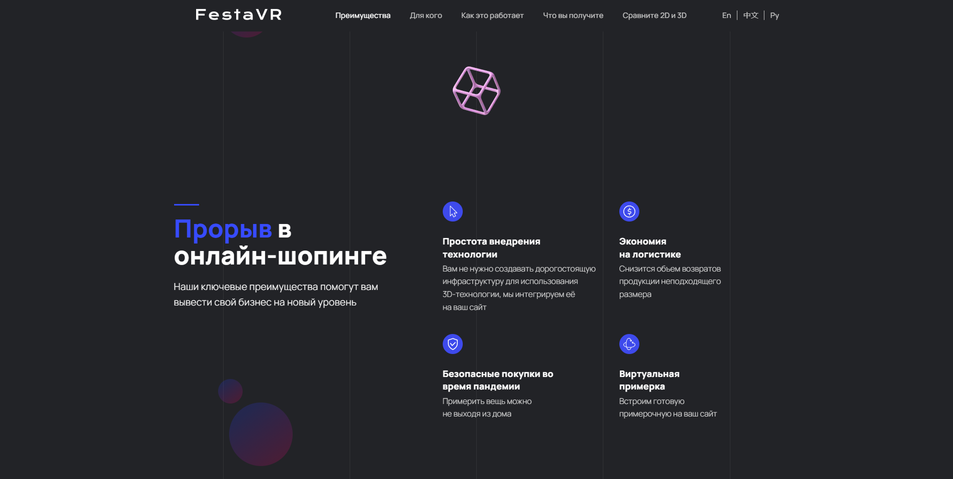 FestaVR
Преимущества
Для кого
Как это работает
Что вы получите
Сравните 2D и 3D
En
中文
Ру
Прорыв в
онлайн-шопинге
Наши ключевые преимущества помогут вам
вывести свой бизнес на новый уровень
Простота внедрения
технологии
Вам не нужно создавать дорогостоящую
инфраструктуру для использования
3D-технологии, мы интегрируем её
на ваш сайт
Экономия
на логистике
Снизится объем возвратов
продукции неподходящего
размера
Безопасные покупки во
время пандемии
Примерить вещь можно
не выходя из дома
Виртуальная
примерка
Встроим готовую
примерочную на ваш сайт